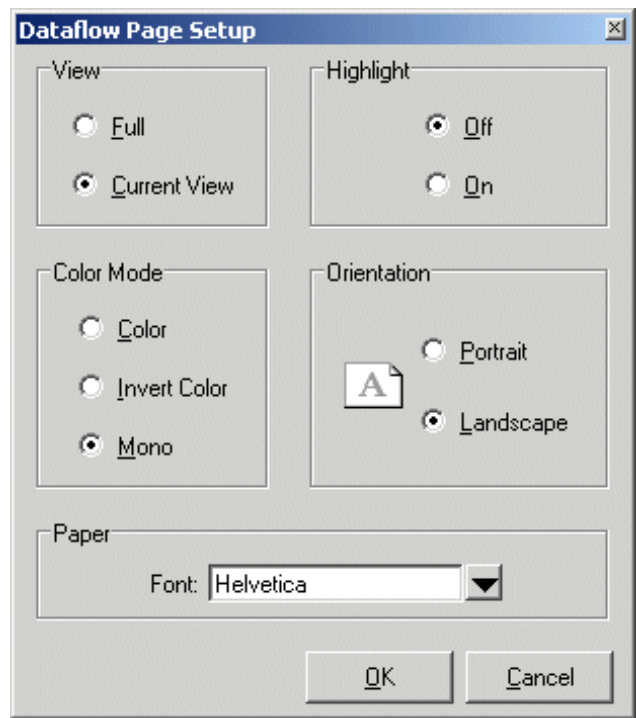 Dataflow Page Setup
View
Full
Current View
Highlight
Off
On
Color Mode
Color
Invert Color
Mono
Orientation
A
Portrait
Landscape
Paper
Font: Helvetica
OK
Cancel